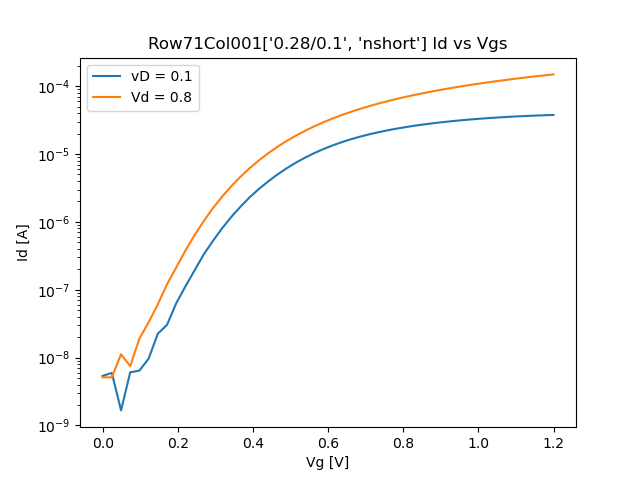 Row71Col001['0.28/0.1', 'nshort'] Id vs Vgs
vD = 0.1
Vd = 0.8
10⁻⁴
10⁻⁵
10⁻⁶
10⁻⁷
10⁻⁸
10⁻⁹
Id [A]
0.0 0.2 0.4 0.6 0.8 1.0 1.2
Vg [V]